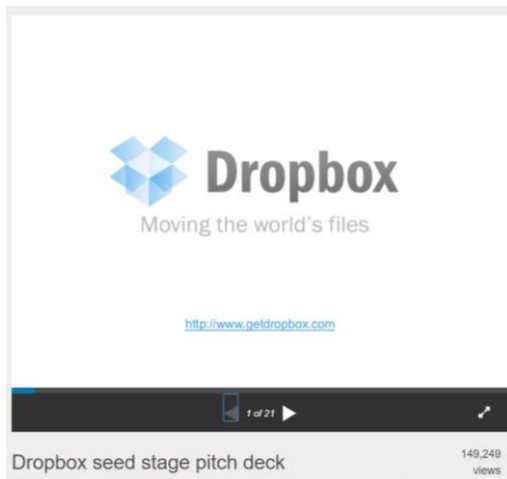 Dropbox
Moving the world's files
http://www.getdropbox.com
1 of 21
Dropbox seed stage pitch deck
149,249
views